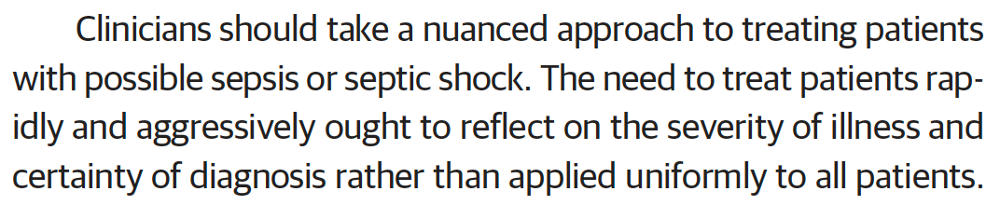 Clinicians should take a nuanced approach to treating patients
with possible sepsis or septic shock. The need to treat patients rap-
idly and aggressively ought to reflect on the severity of illness and
certainty of diagnosis rather than applied uniformly to all patients.